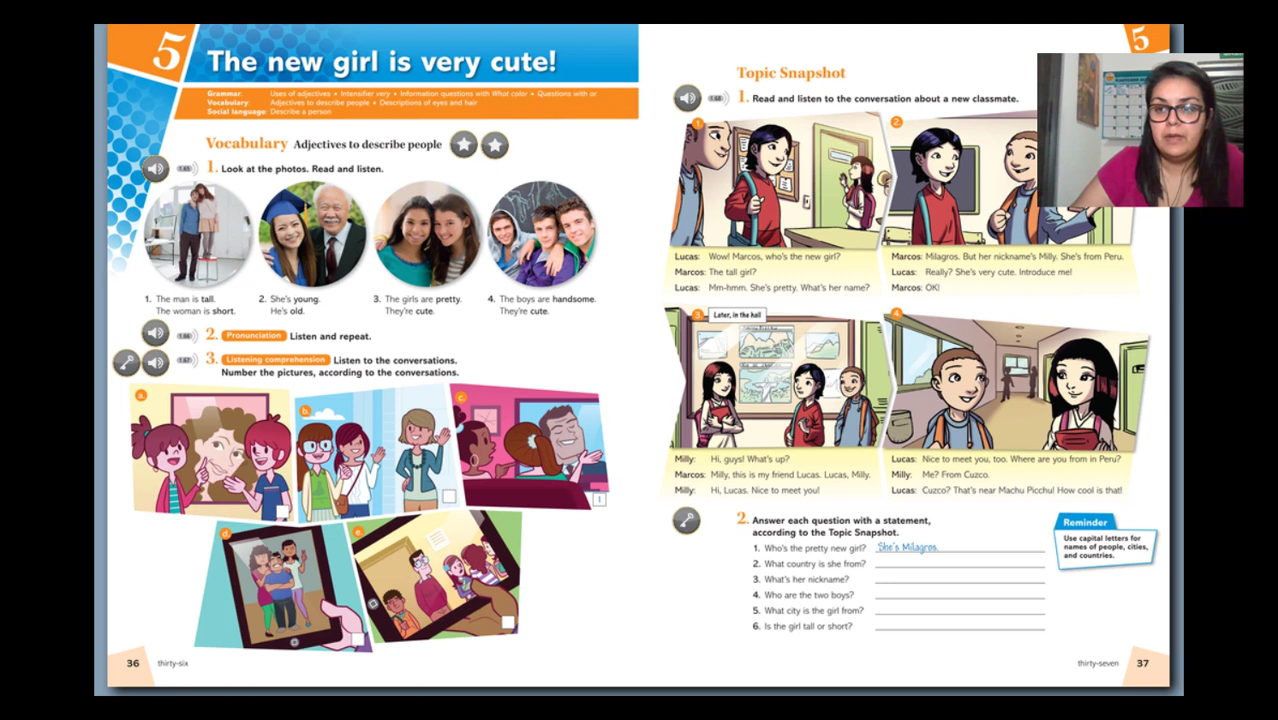 5
The new girl is very cute!
Grammar: Uses of adjectives • Intensifier very • Information questions with What color • Questions with or
Vocabulary: Adjectives to describe people • Descriptions of eyes and hair
Social language: Describe a person
Vocabulary Adjectives to describe people
1:65
1. Look at the photos. Read and listen.
1. The man is tall.
The woman is short.
2. She's young.
He's old.
3. The girls are pretty.
They're cute.
4. The boys are handsome.
They're cute.
1:66
2. Pronunciation Listen and repeat.
1:67
3. Listening comprehension Listen to the conversations.
Number the pictures, according to the conversations.
a.
b.
c.
1
d.
e.
36 thirty-six
5
Topic Snapshot
1:68
1. Read and listen to the conversation about a new classmate.
1
2.
Lucas: Wow! Marcos, who's the new girl?
Marcos: The tall girl?
Lucas: Mm-hmm. She's pretty. What's her name?
Marcos: Milagros. But her nickname's Milly. She's from Peru.
Lucas: Really? She's very cute. Introduce me!
Marcos: OK!
3
Later, in the hall
4
Milly: Hi, guys! What's up?
Marcos: Milly, this is my friend Lucas. Lucas, Milly.
Milly: Hi, Lucas. Nice to meet you!
Lucas: Nice to meet you, too. Where are you from in Peru?
Milly: Me? From Cuzco.
Lucas: Cuzco? That's near Machu Picchu! How cool is that!
2. Answer each question with a statement,
according to the Topic Snapshot.
1. Who's the pretty new girl? She's Milagros.
2. What country is she from?
3. What's her nickname?
4. Who are the two boys?
5. What city is the girl from?
6. Is the girl tall or short?
Reminder
Use capital letters for
names of people, cities,
and countries.
thirty-seven 37